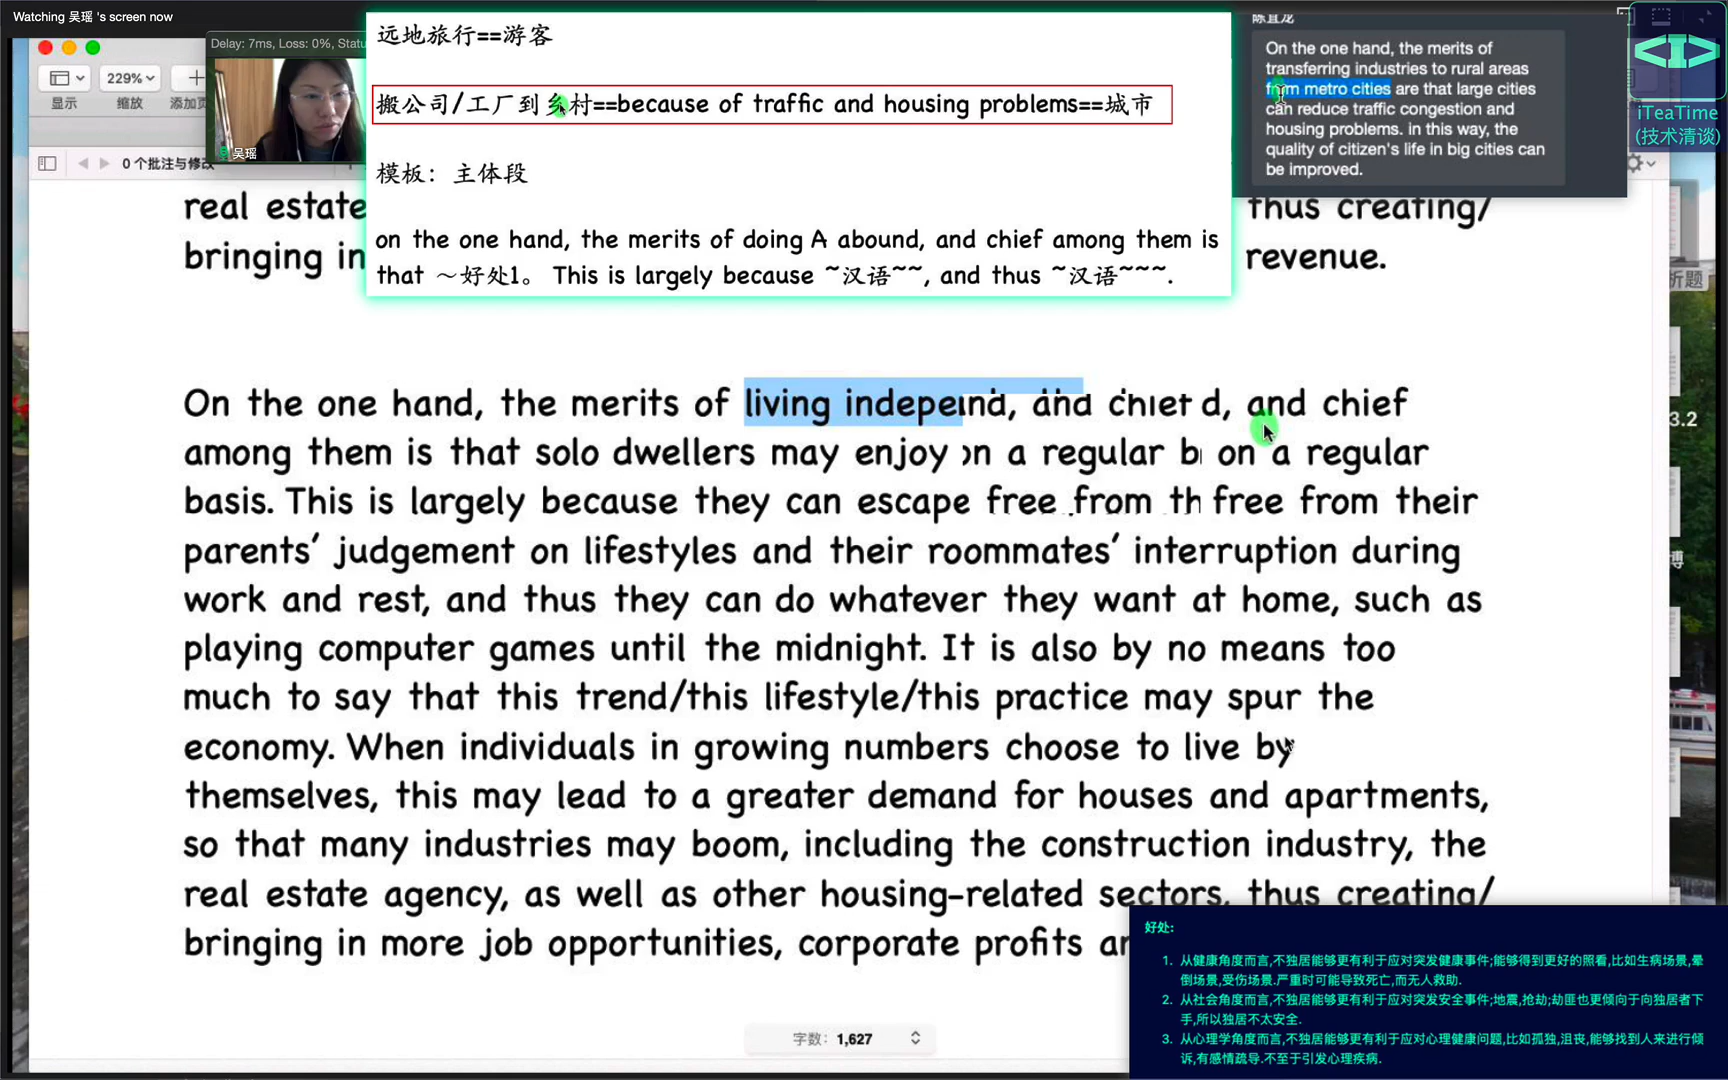 Watching 吴瑶 's screen now
Delay: 7ms, Loss: 0%, Statu
229%
显示
缩放
添加页
吴瑶
0 个批注与修改
远地旅行==游客
搬公司/工厂到乡村==because of traffic and housing problems==城市
模板：主体段
on the one hand, the merits of doing A abound, and chief among them is
that ～好处1。 This is largely because ~汉语~~, and thus ~汉语~~~.
On the one hand, the merits of
transferring industries to rural areas
from metro cities are that large cities
can reduce traffic congestion and
housing problems. in this way, the
quality of citizen's life in big cities can
be improved.
iTeaTime
(技术清谈)
real estate thus creating/
bringing in revenue.
折题
3.2
博
On the one hand, the merits of living indepe nd, and chief d, and chief
among them is that solo dwellers may enjoy on a regular b on a regular
basis. This is largely because they can escape free from th free from their
parents' judgement on lifestyles and their roommates' interruption during
work and rest, and thus they can do whatever they want at home, such as
playing computer games until the midnight. It is also by no means too
much to say that this trend/this lifestyle/this practice may spur the
economy. When individuals in growing numbers choose to live by
themselves, this may lead to a greater demand for houses and apartments,
so that many industries may boom, including the construction industry, the
real estate agency, as well as other housing-related sectors, thus creating/
bringing in more job opportunities, corporate profits an
字数： 1,627
好处:
1. 从健康角度而言,不独居能够更有利于应对突发健康事件;能够得到更好的照看,比如生病场景,晕
倒场景,受伤场景.严重时可能导致死亡,而无人救助.
2. 从社会角度而言,不独居能够更有利于应对突发安全事件;地震,抢劫;劫匪也更倾向于向独居者下
手,所以独居不太安全.
3. 从心理学角度而言,不独居能够更有利于应对心理健康问题,比如孤独,沮丧,能够找到人来进行倾
诉,有感情疏导.不至于引发心理疾病.